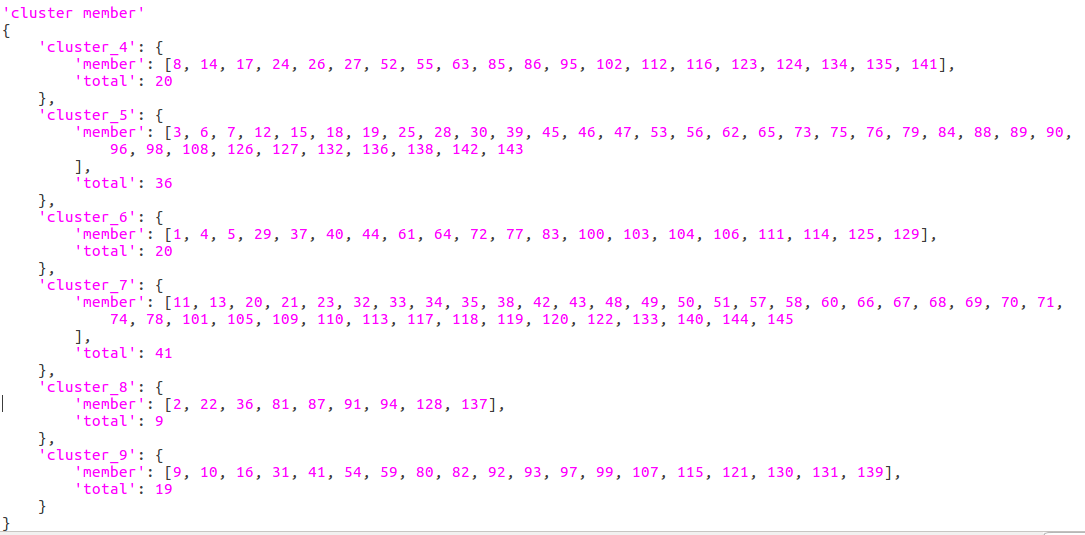 'cluster member'
{
    'cluster_4': {
        'member': [8, 14, 17, 24, 26, 27, 52, 55, 63, 85, 86, 95, 102, 112, 116, 123, 124, 134, 135, 141],
        'total': 20
    },
    'cluster_5': {
        'member': [3, 6, 7, 12, 15, 18, 19, 25, 28, 30, 39, 45, 46, 47, 53, 56, 62, 65, 73, 75, 76, 79, 84, 88, 89, 90,
            96, 98, 108, 126, 127, 132, 136, 138, 142, 143
        ],
        'total': 36
    },
    'cluster_6': {
        'member': [1, 4, 5, 29, 37, 40, 44, 61, 64, 72, 77, 83, 100, 103, 104, 106, 111, 114, 125, 129],
        'total': 20
    },
    'cluster_7': {
        'member': [11, 13, 20, 21, 23, 32, 33, 34, 35, 38, 42, 43, 48, 49, 50, 51, 57, 58, 60, 66, 67, 68, 69, 70, 71,
            74, 78, 101, 105, 109, 110, 113, 117, 118, 119, 120, 122, 133, 140, 144, 145
        ],
        'total': 41
    },
    'cluster_8': {
        'member': [2, 22, 36, 81, 87, 91, 94, 128, 137],
        'total': 9
    },
    'cluster_9': {
        'member': [9, 10, 16, 31, 41, 54, 59, 80, 82, 92, 93, 97, 99, 107, 115, 121, 130, 131, 139],
        'total': 19
    }
}